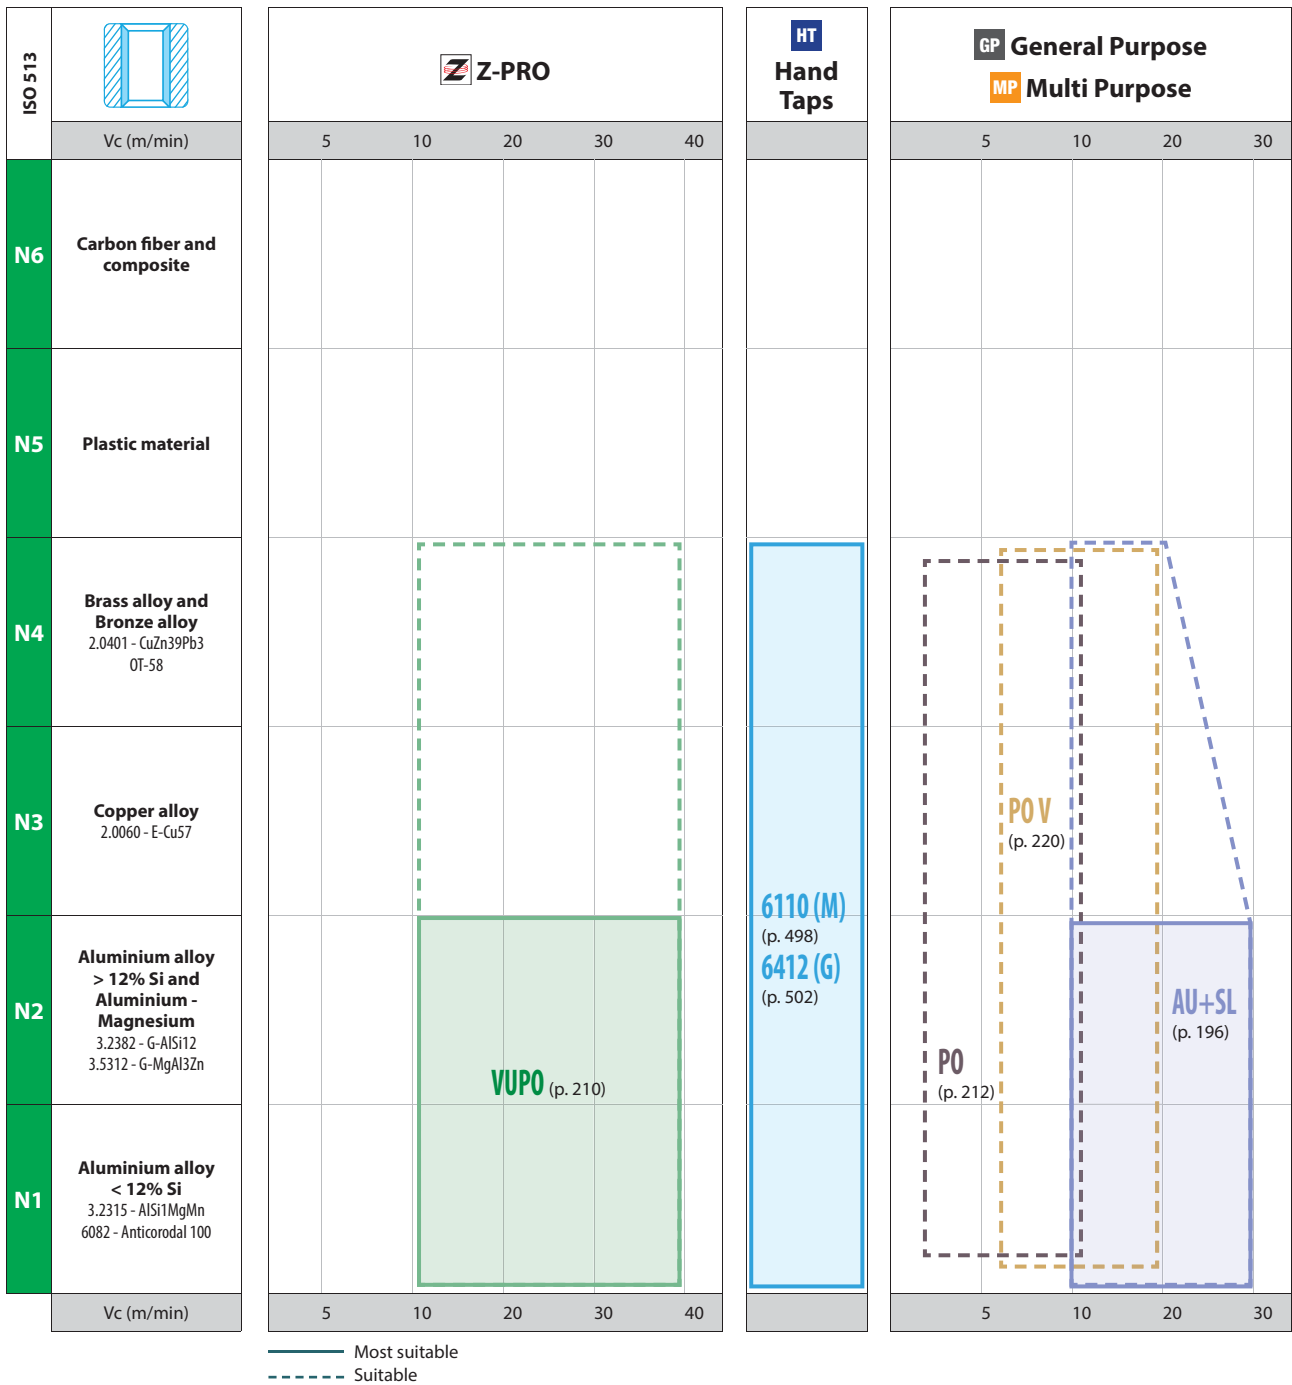 ISO 513
Z-PRO
HT
Hand
Taps
GP General Purpose
MP Multi Purpose
Vc (m/min)
5 10 20 30 40
5 10 20 30
N6
Carbon fiber and
composite
N5
Plastic material
N4
Brass alloy and
Bronze alloy
2.0401 - CuZn39Pb3
OT-58
N3
Copper alloy
2.0060 - E-Cu57
N2
Aluminium alloy
> 12% Si and
Aluminium -
Magnesium
3.2382 - G-AlSi12
3.5312 - G-MgAl3Zn
N1
Aluminium alloy
< 12% Si
3.2315 - AlSi1MgMn
6082 - Anticorodal 100
VUPO (p. 210)
6110 (M)
(p. 498)
6412 (G)
(p. 502)
PO V
(p. 220)
AU+SL
(p. 196)
PO
(p. 212)
Vc (m/min)
5 10 20 30 40
5 10 20 30
Most suitable
Suitable